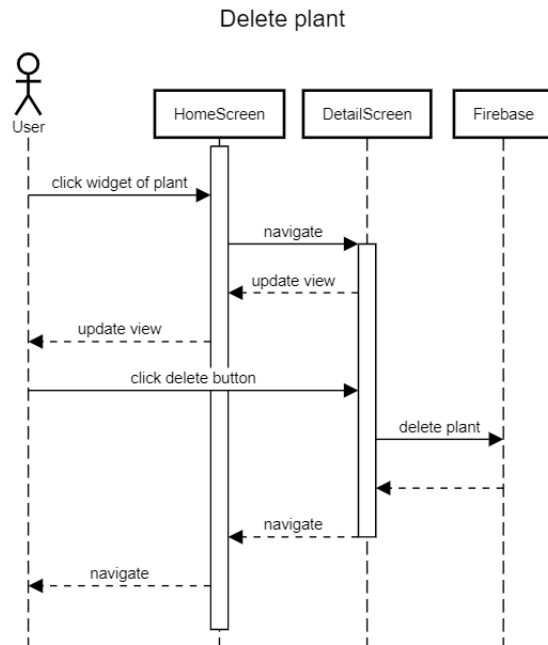 Delete plant
User
HomeScreen
DetailScreen
Firebase
click widget of plant
navigate
update view
update view
click delete button
delete plant
navigate
navigate